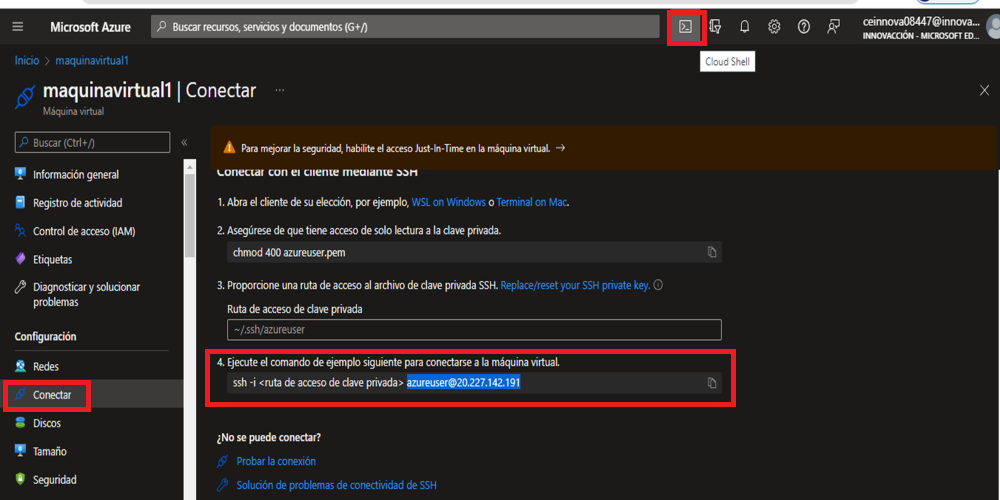 Microsoft Azure
Buscar recursos, servicios y documentos (G+/)
ceinnova08447@innova...
INNOVACCIÓN - MICROSOFT ED...
Cloud Shell
Inicio > maquinavirtual1
maquinavirtual1 | Conectar ...
Máquina virtual
Buscar (Ctrl+/)
«
Información general
Registro de actividad
Control de acceso (IAM)
Etiquetas
Diagnosticar y solucionar
problemas
Configuración
Redes
Conectar
Discos
Tamaño
Seguridad
Para mejorar la seguridad, habilite el acceso Just-In-Time en la máquina virtual. →
Conectar con el cliente mediante SSH
1. Abra el cliente de su elección, por ejemplo, WSL on Windows o Terminal on Mac.
2. Asegúrese de que tiene acceso de solo lectura a la clave privada.
chmod 400 azureuser.pem
3. Proporcione una ruta de acceso al archivo de clave privada SSH. Replace/reset your SSH private key.
Ruta de acceso de clave privada
~/.ssh/azureuser
4. Ejecute el comando de ejemplo siguiente para conectarse a la máquina virtual.
ssh -i <ruta de acceso de clave privada> azureuser@20.227.142.191
¿No se puede conectar?
Probar la conexión
Solución de problemas de conectividad de SSH